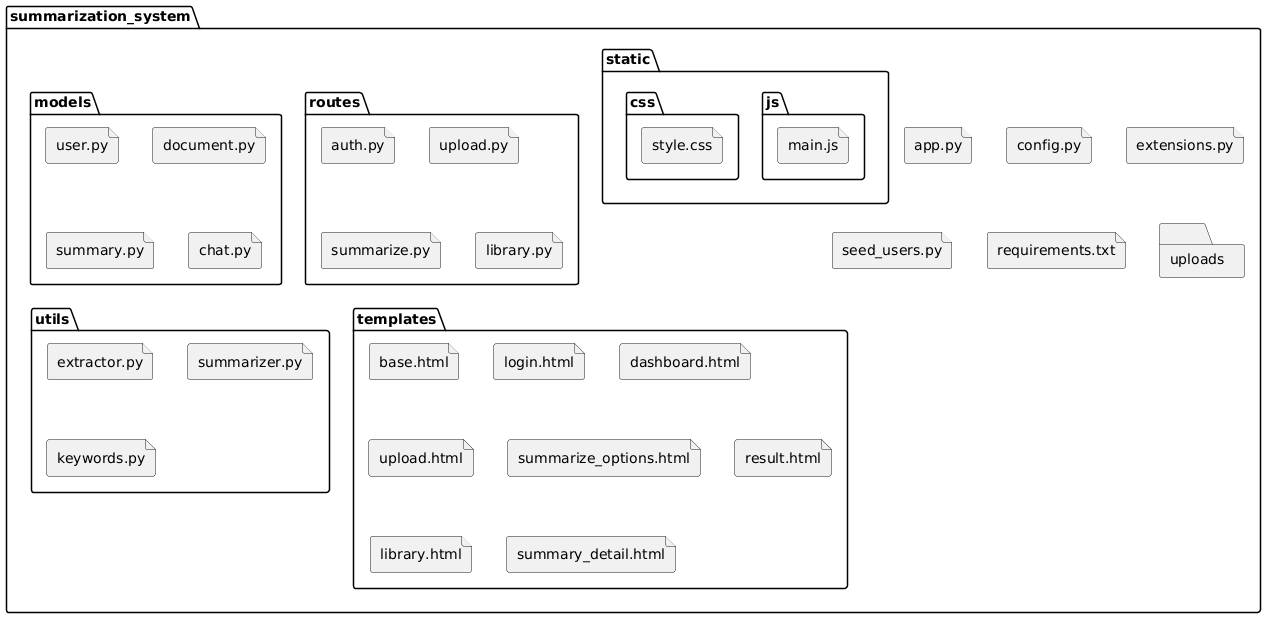 summarization_system
models
user.py
document.py
summary.py
chat.py
routes
auth.py
upload.py
summarize.py
library.py
static
css
style.css
js
main.js
app.py
config.py
extensions.py
seed_users.py
requirements.txt
uploads
utils
extractor.py
summarizer.py
keywords.py
templates
base.html
login.html
dashboard.html
upload.html
summarize_options.html
result.html
library.html
summary_detail.html